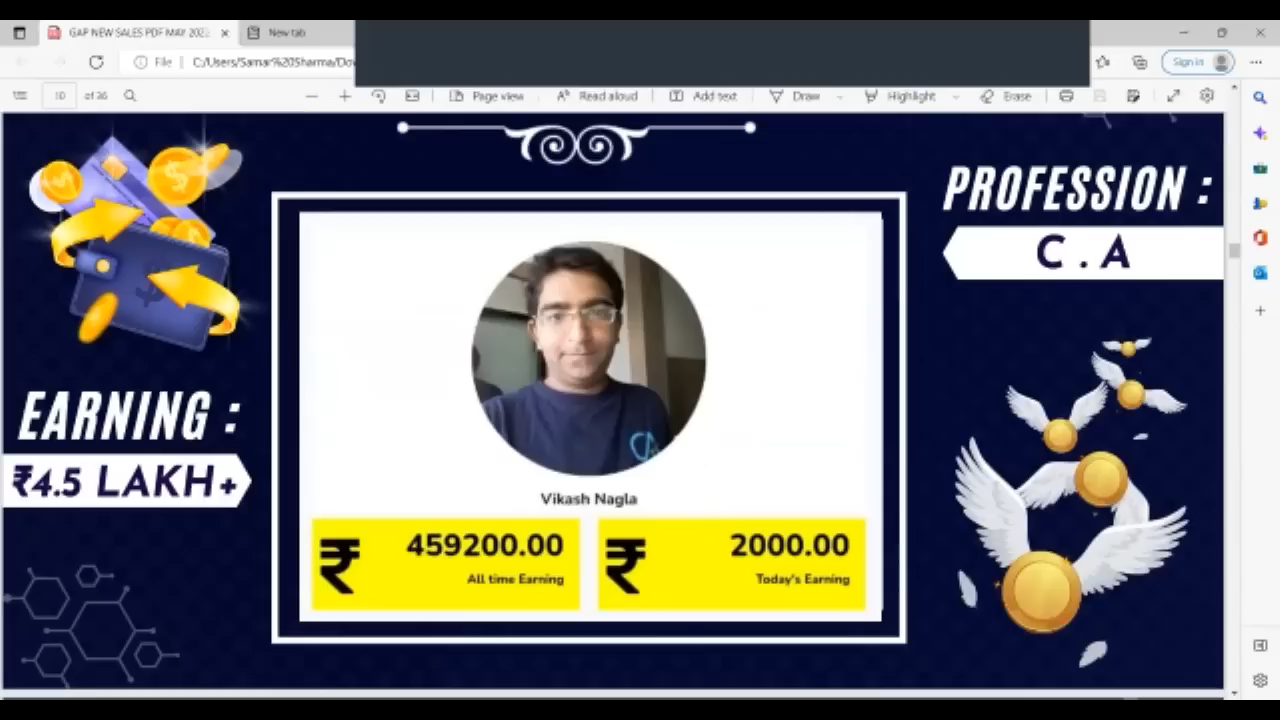 GAP NEW SALES PDF MAY 202
New tab
File
C:/Users/Samar%20Sharma/Do
Sign in
10 of 36
Page view
Read aloud
Add text
Draw
Highlight
Erase
PROFESSION :
C . A
EARNING :
₹4.5 LAKH+
Vikash Nagla
₹ 459200.00
All time Earning
₹ 2000.00
Today's Earning